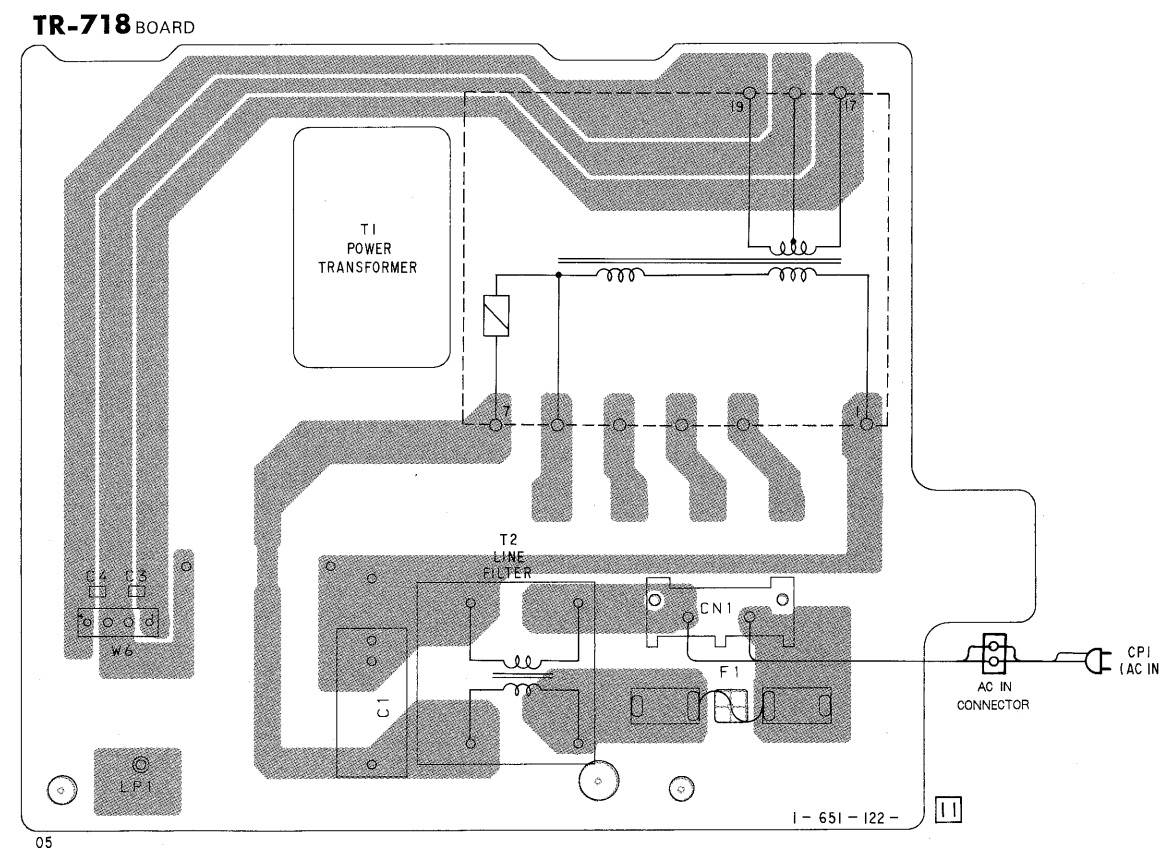 TR-718 BOARD
19
17
T1
POWER
TRANSFORMER
7
1
T2
LINE
FILTER
C4 C3
CN1
W6
F1
C1
CP1
(AC IN
AC IN
CONNECTOR
LP1
1-651-122-
11
05